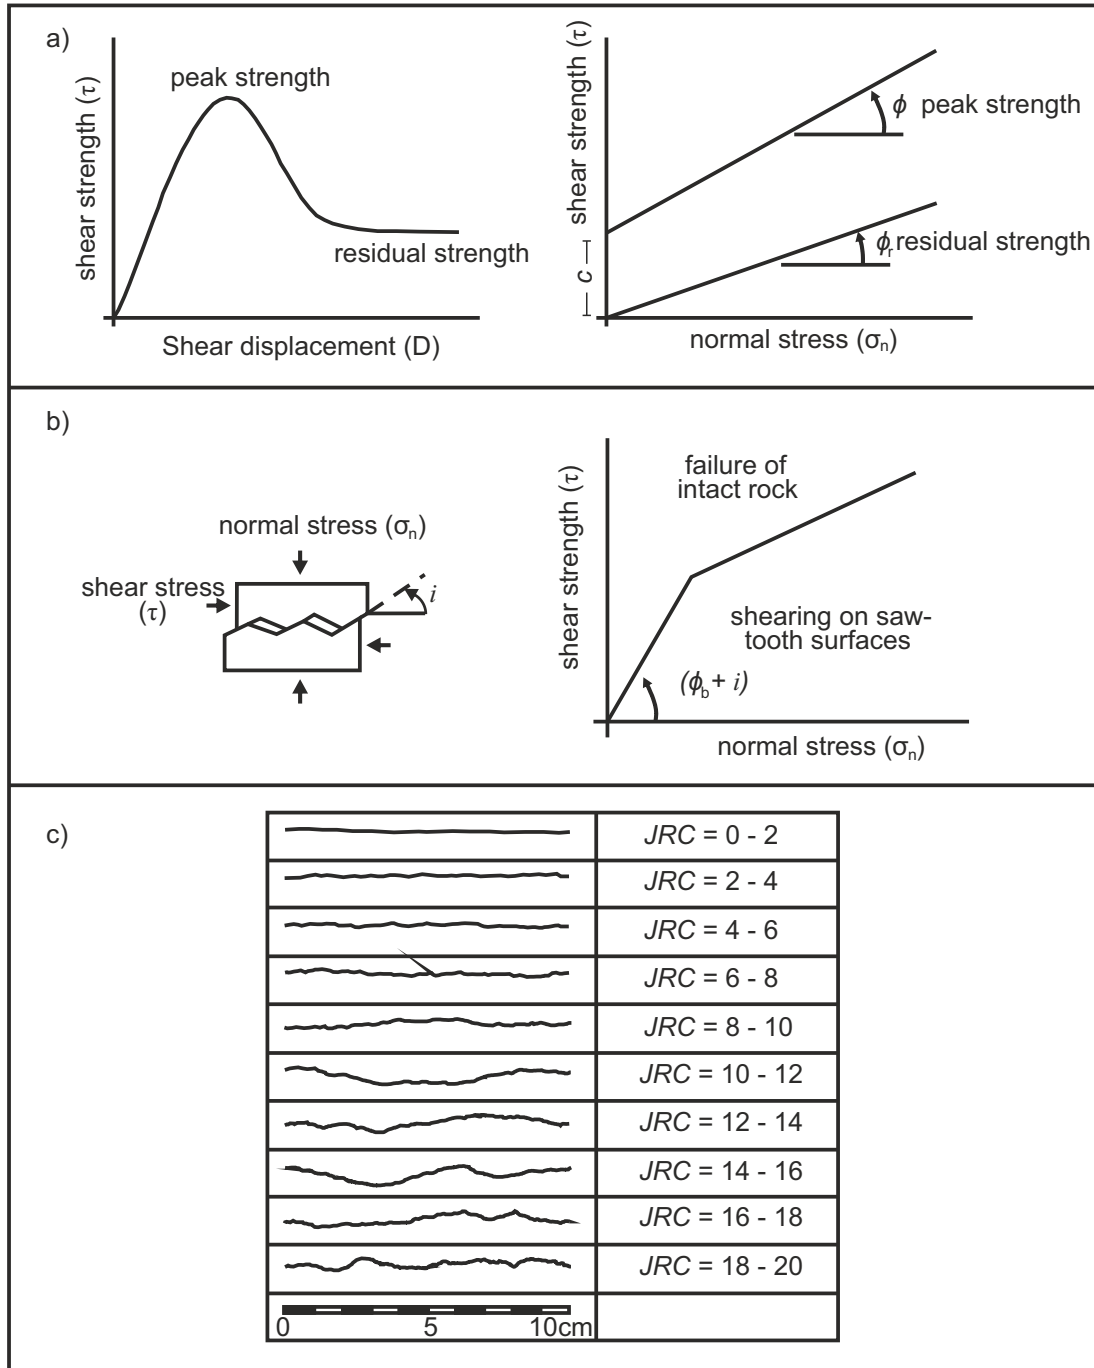 a)
shear strength (τ)
peak strength
residual strength
Shear displacement (D)
shear strength (τ)
c
ϕ peak strength
ϕr residual strength
normal stress (σn)
b)
normal stress (σn)
shear stress
(τ)
i
shear strength (τ)
failure of
intact rock
shearing on saw-
tooth surfaces
(ϕb + i)
normal stress (σn)
c)
JRC = 0 - 2
JRC = 2 - 4
JRC = 4 - 6
JRC = 6 - 8
JRC = 8 - 10
JRC = 10 - 12
JRC = 12 - 14
JRC = 14 - 16
JRC = 16 - 18
JRC = 18 - 20
0 5 10cm